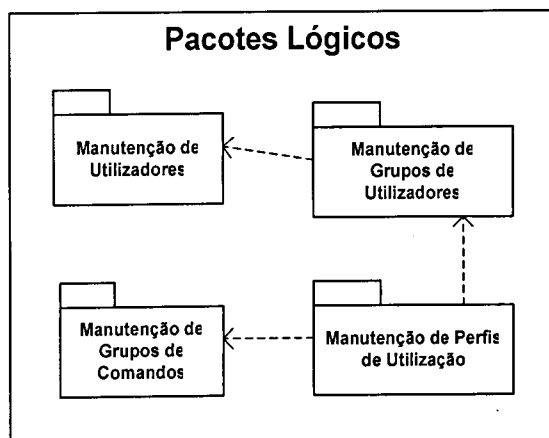 Pacotes Lógicos
Manutenção de
Utilizadores
Manutenção de
Grupos de
Utilizadores
Manutenção de
Grupos de
Comandos
Manutenção de Perfis
de Utilização